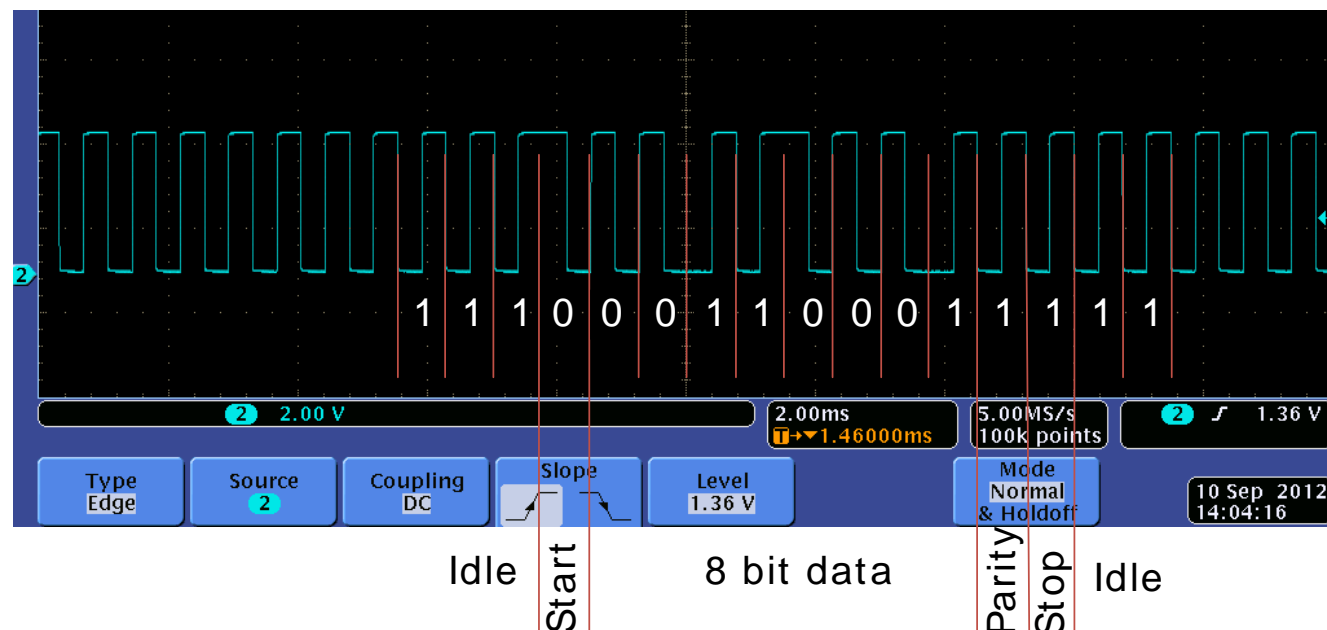 2
1 1 1 0 0 0 1 1 0 0 0 1 1 1 1 1
2 2.00 V
2.00ms
T→▼1.46000ms
5.00MS/s
100k points
2 1.36 V
Type
Edge
Source
2
Coupling
DC
Slope
Level
1.36 V
Mode
Normal
& Holdoff
10 Sep 2012
14:04:16
Idle
Start
8 bit data
Parity
Stop
Idle